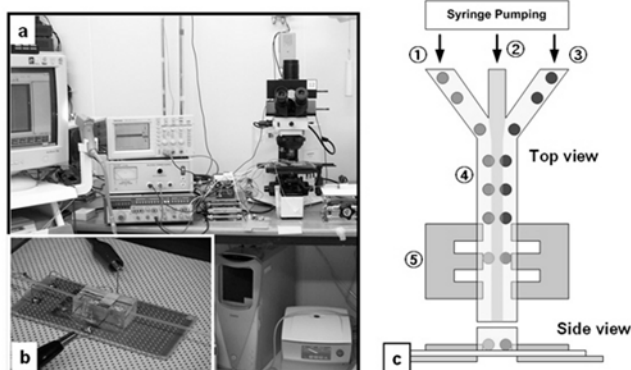 a
b
Syringe Pumping
①
②
③
Top view
④
⑤
Side view
c